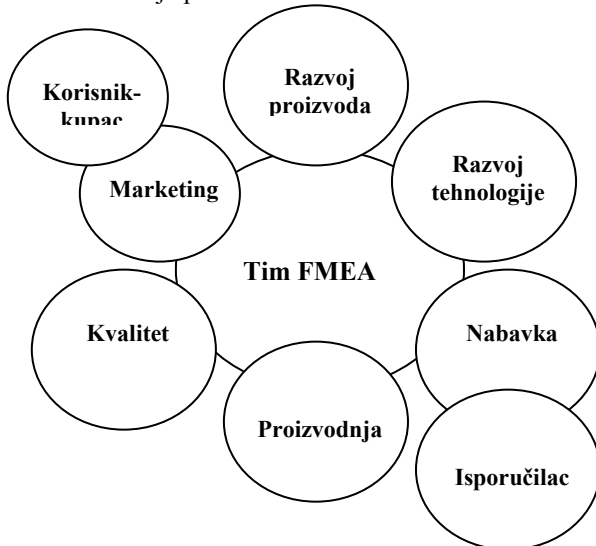 Razvoj
proizvoda
Korisnik-
kupac
Razvoj
tehnologije
Marketing
Tim FMEA
Kvalitet
Nabavka
Proizvodnja
Isporučilac